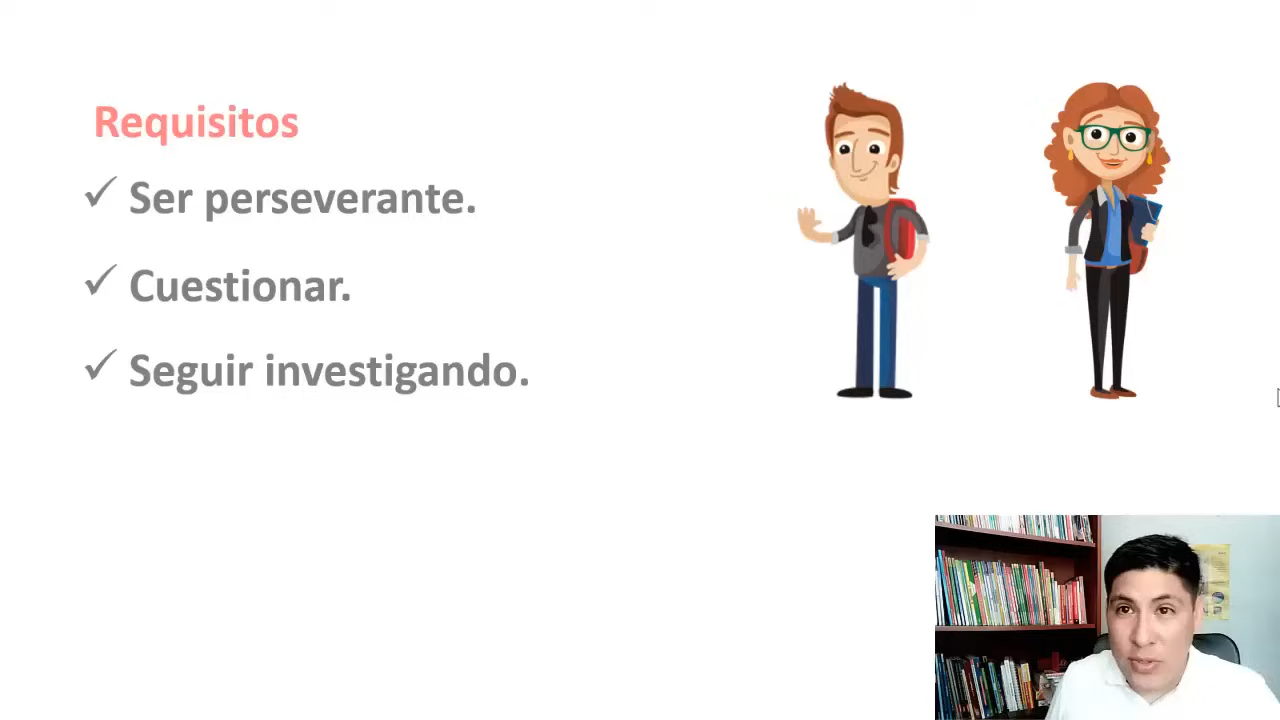 Requisitos
✓ Ser perseverante.
✓ Cuestionar.
✓ Seguir investigando.